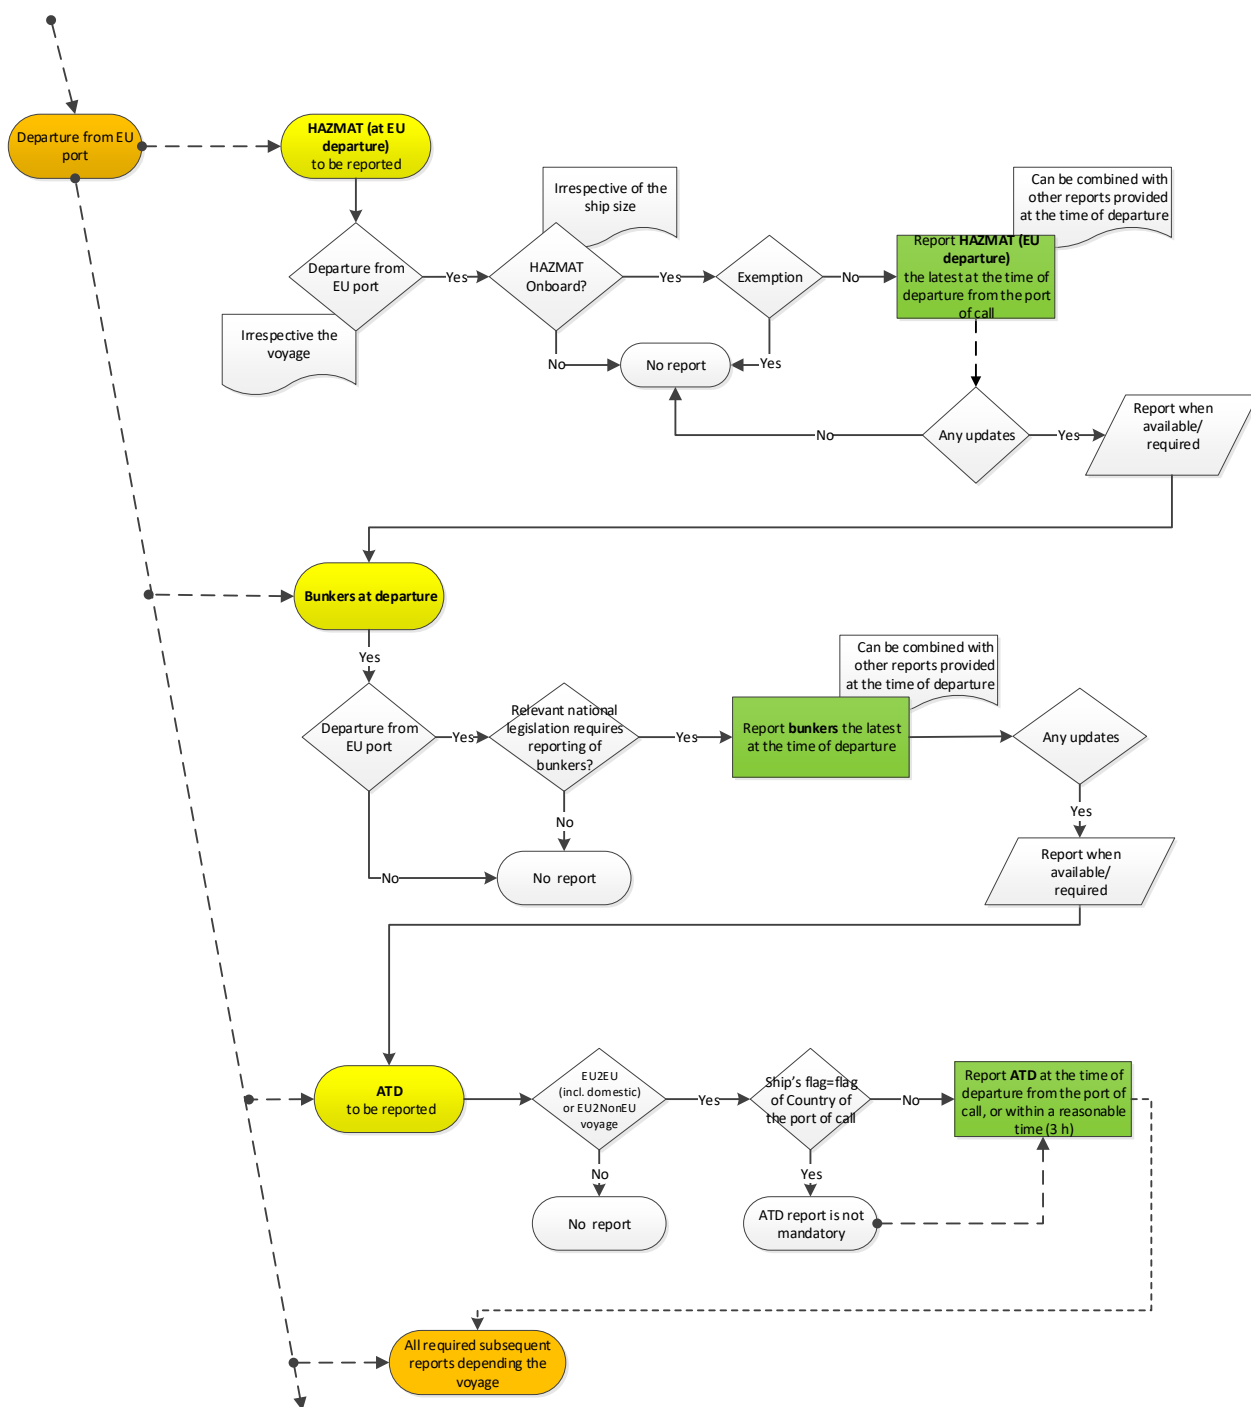 Departure from EU
port
HAZMAT (at EU
departure)
to be reported
Irrespective of the
ship size
Can be combined with
other reports provided
at the time of departure
Departure from
EU port
Yes
HAZMAT
Onboard?
Yes
Exemption
No
Report HAZMAT (EU
departure)
the latest at the time of
departure from the port
of call
Irrespective the
voyage
No
No report
Yes
No
Any updates
Yes
Report when
available/
required
Bunkers at departure
Yes
Departure from
EU port
Yes
Relevant national
legislation requires
reporting of
bunkers?
Yes
Can be combined with
other reports provided
at the time of departure
Report bunkers the latest
at the time of departure
Any updates
No
No
No report
Yes
Report when
available/
required
ATD
to be reported
EU2EU
(incl. domestic)
or EU2NonEU
voyage
Yes
Ship's flag=flag
of Country of
the port of call
No
Report ATD at the time of
departure from the port of
call, or within a reasonable
time (3 h)
No
No report
Yes
ATD report is not
mandatory
All required subsequent
reports depending the
voyage